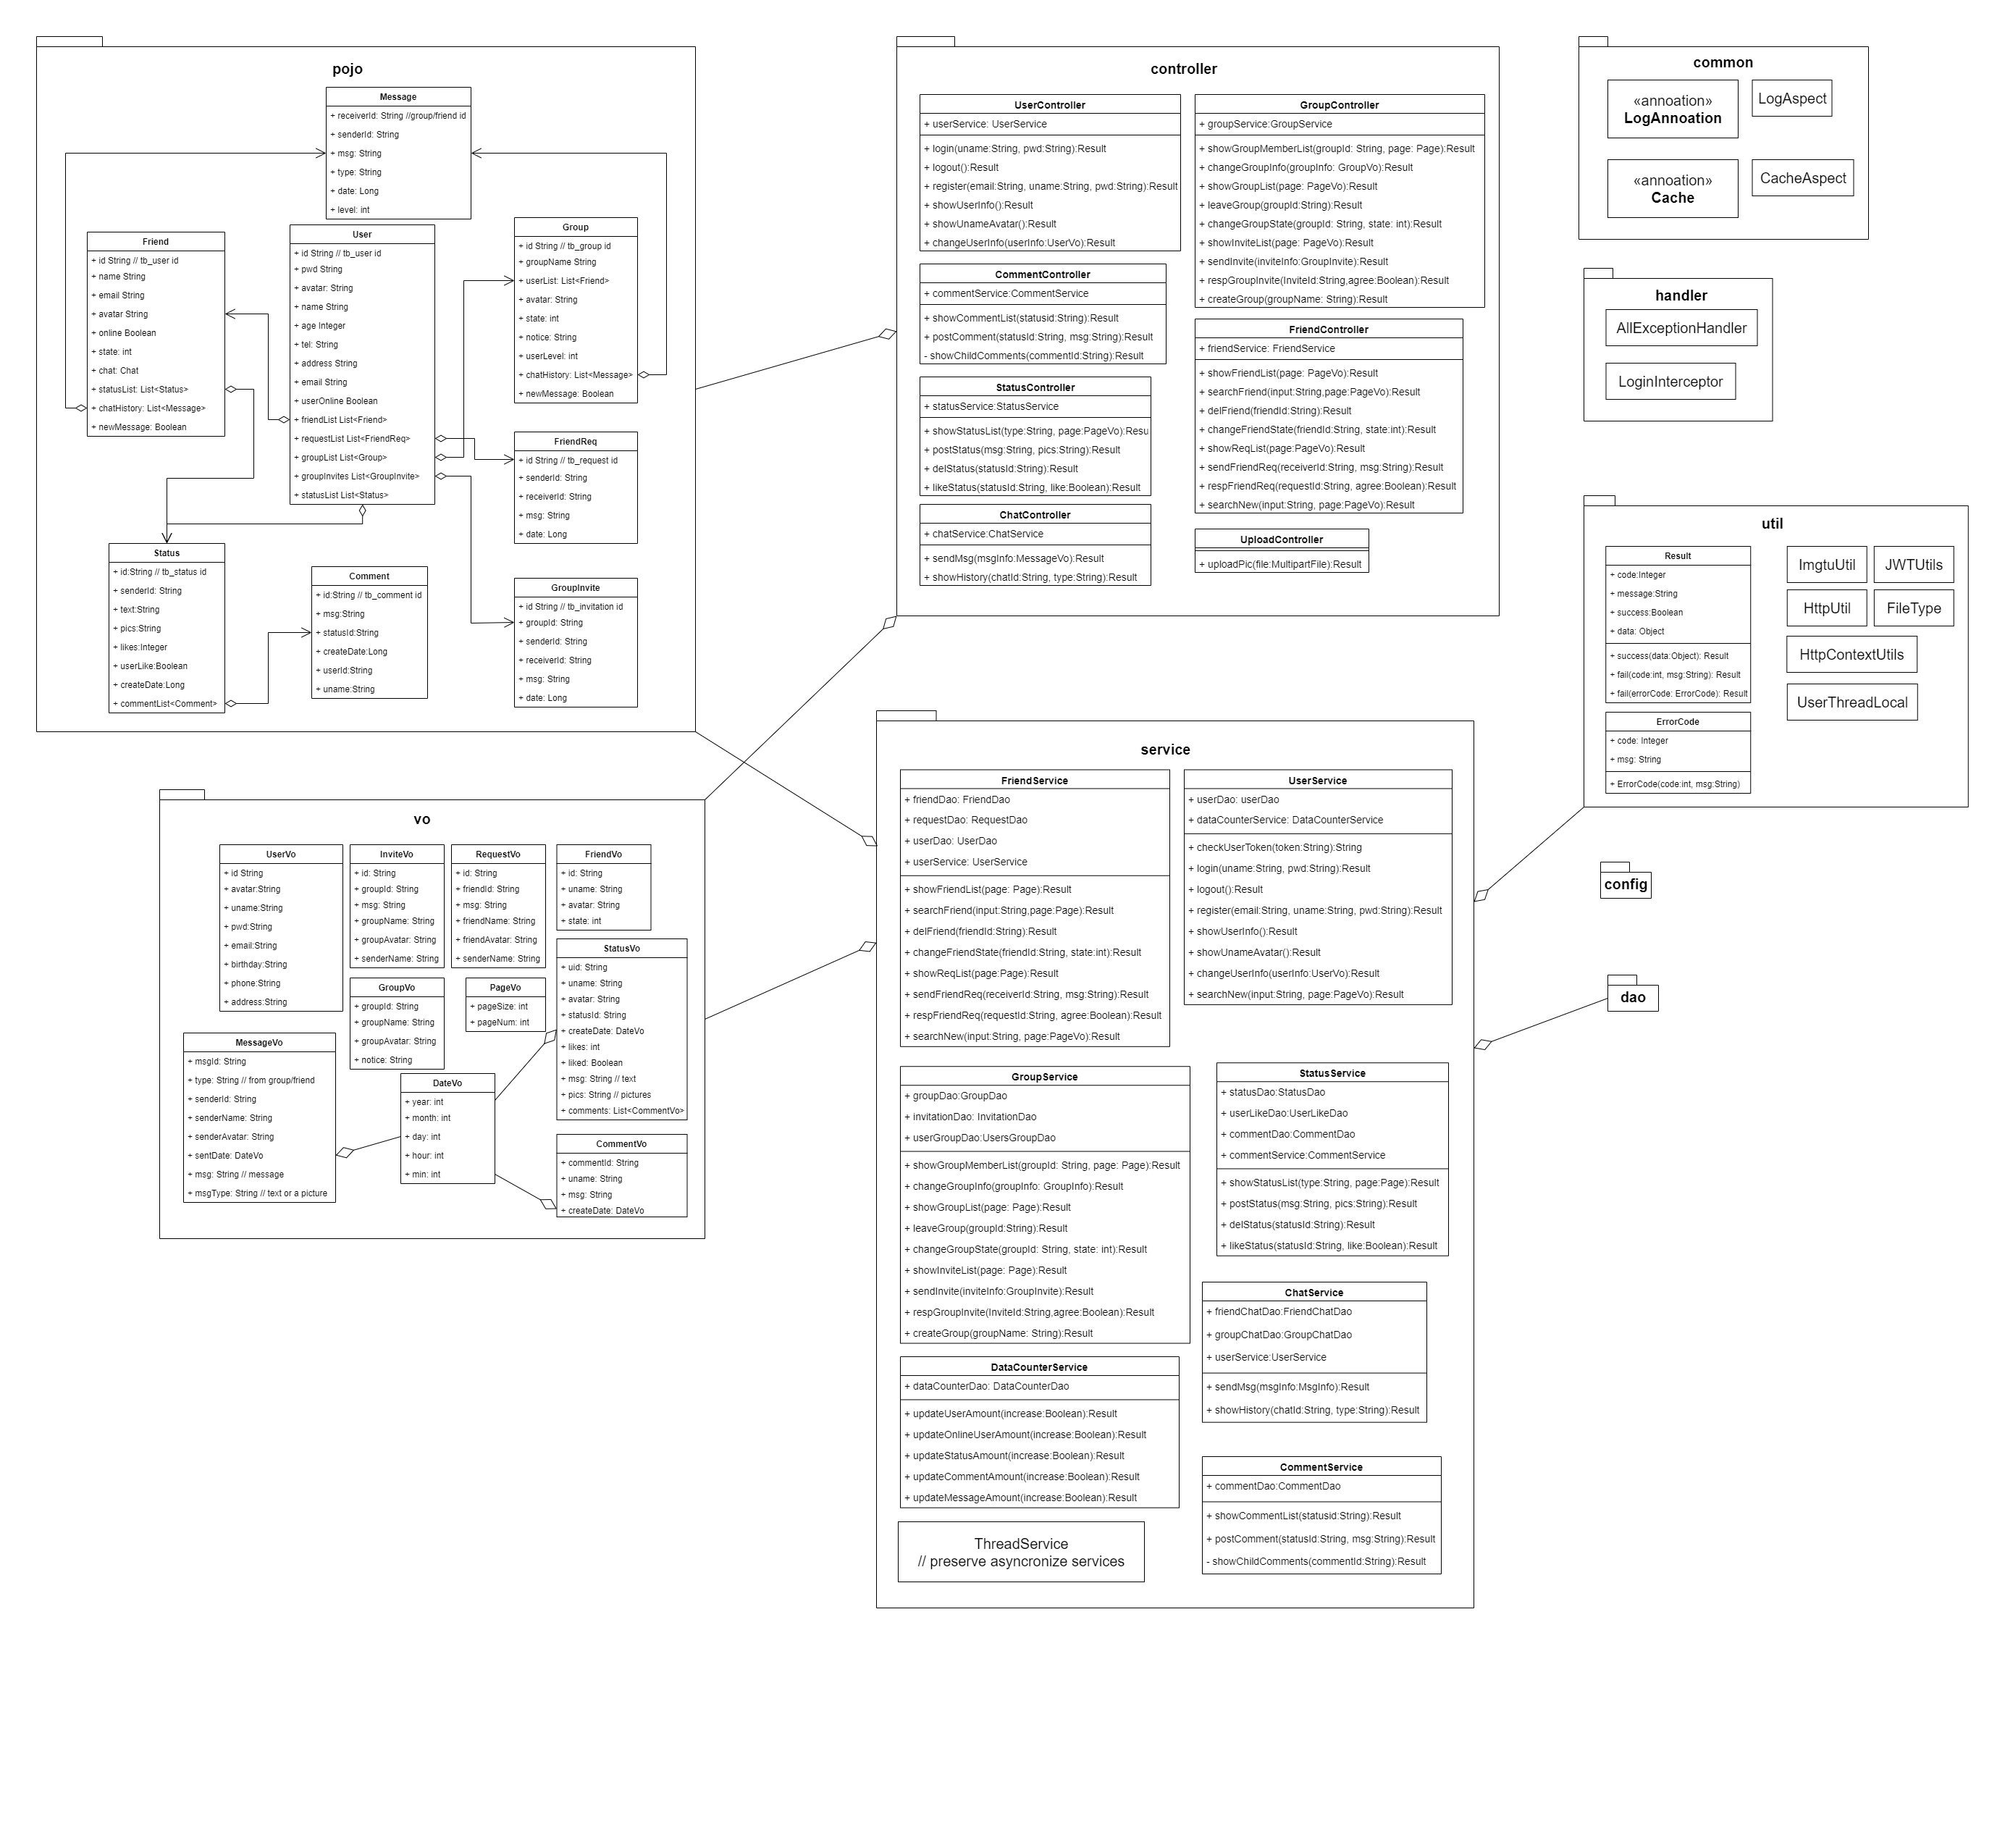 pojo
Message
+ receiverId: String //group/friend id
+ senderId: String
+ msg: String
+ type: String
+ date: Long
+ level: int
Friend
+ id String // tb_user id
+ name String
+ email String
+ avatar String
+ online Boolean
+ state: int
+ chat: Chat
+ statusList: List<Status>
+ chatHistory: List<Message>
+ newMessage: Boolean
User
+ id String // tb_user id
+ pwd String
+ avatar: String
+ name String
+ age Integer
+ tel: String
+ address String
+ email String
+ userOnline Boolean
+ friendList List<Friend>
+ requestList List<FriendReq>
+ groupList List<Group>
+ groupInvites List<GroupInvite>
+ statusList List<Status>
Group
+ id String // tb_group id
+ groupName String
+ userList: List<Friend>
+ avatar: String
+ state: int
+ notice: String
+ userLevel: int
+ chatHistory: List<Message>
+ newMessage: Boolean
FriendReq
+ id String // tb_request id
+ senderId: String
+ receiverId: String
+ msg: String
+ date: Long
Status
+ id:String // tb_status id
+ senderId: String
+ text:String
+ pics:String
+ likes:Integer
+ userLike:Boolean
+ createDate:Long
+ commentList<Comment>
Comment
+ id:String // tb_comment id
+ msg:String
+ statusId:String
+ createDate:Long
+ userId:String
+ uname:String
GroupInvite
+ id String // tb_invitation id
+ groupId: String
+ senderId: String
+ receiverId: String
+ msg: String
+ date: Long
controller
UserController
+ userService: UserService
+ login(uname:String, pwd:String):Result
+ logout():Result
+ register(email:String, uname:String, pwd:String):Result
+ showUserInfo():Result
+ showUnameAvatar():Result
+ changeUserInfo(userInfo:UserVo):Result
CommentController
+ commentService:CommentService
+ showCommentList(statusid:String):Result
+ postComment(statusId:String, msg:String):Result
- showChildComments(commentId:String):Result
StatusController
+ statusService:StatusService
+ showStatusList(type:String, page:PageVo):Resu
+ postStatus(msg:String, pics:String):Result
+ delStatus(statusId:String):Result
+ likeStatus(statusId:String, like:Boolean):Result
ChatController
+ chatService:ChatService
+ sendMsg(msgInfo:MessageVo):Result
+ showHistory(chatId:String, type:String):Result
GroupController
+ groupService:GroupService
+ showGroupMemberList(groupId: String, page: Page):Result
+ changeGroupInfo(groupInfo: GroupVo):Result
+ showGroupList(page: PageVo):Result
+ leaveGroup(groupId:String):Result
+ changeGroupState(groupId: String, state: int):Result
+ showInviteList(page: PageVo):Result
+ sendInvite(inviteInfo:GroupInvite):Result
+ respGroupInvite(InviteId:String,agree:Boolean):Result
+ createGroup(groupName: String):Result
FriendController
+ friendService: FriendService
+ showFriendList(page: PageVo):Result
+ searchFriend(input:String,page:PageVo):Result
+ delFriend(friendId:String):Result
+ changeFriendState(friendId:String, state:int):Result
+ showReqList(page:PageVo):Result
+ sendFriendReq(receiverId:String, msg:String):Result
+ respFriendReq(requestId:String, agree:Boolean):Result
+ searchNew(input:String, page:PageVo):Result
UploadController
+ uploadPic(file:MultipartFile):Result
common
«annoation»
LogAnnoation
LogAspect
«annoation»
Cache
CacheAspect
handler
AllExceptionHandler
LoginInterceptor
util
Result
+ code:Integer
+ message:String
+ success:Boolean
+ data: Object
+ success(data:Object): Result
+ fail(code:int, msg:String): Result
+ fail(errorCode: ErrorCode): Result
ErrorCode
+ code: Integer
+ msg: String
+ ErrorCode(code:int, msg:String)
ImgtuUtil
JWTUtils
HttpUtil
FileType
HttpContextUtils
UserThreadLocal
config
dao
vo
UserVo
+ id String
+ avatar:String
+ uname:String
+ pwd:String
+ email:String
+ birthday:String
+ phone:String
+ address:String
InviteVo
+ id: String
+ groupId: String
+ msg: String
+ groupName: String
+ groupAvatar: String
+ senderName: String
RequestVo
+ id: String
+ friendId: String
+ msg: String
+ friendName: String
+ friendAvatar: String
+ senderName: String
FriendVo
+ id: String
+ uname: String
+ avatar: String
+ state: int
StatusVo
+ uid: String
+ uname: String
+ avatar: String
+ statusId: String
+ createDate: DateVo
+ likes: int
+ liked: Boolean
+ msg: String // text
+ pics: String // pictures
+ comments: List<CommentVo>
GroupVo
+ groupId: String
+ groupName: String
+ groupAvatar: String
+ notice: String
PageVo
+ pageSize: int
+ pageNum: int
MessageVo
+ msgId: String
+ type: String // from group/friend
+ senderId: String
+ senderName: String
+ senderAvatar: String
+ sentDate: DateVo
+ msg: String // message
+ msgType: String // text or a picture
DateVo
+ year: int
+ month: int
+ day: int
+ hour: int
+ min: int
CommentVo
+ commentId: String
+ uname: String
+ msg: String
+ createDate: DateVo
service
FriendService
+ friendDao: FriendDao
+ requestDao: RequestDao
+ userDao: UserDao
+ userService: UserService
+ showFriendList(page: Page):Result
+ searchFriend(input:String,page:Page):Result
+ delFriend(friendId:String):Result
+ changeFriendState(friendId:String, state:int):Result
+ showReqList(page:Page):Result
+ sendFriendReq(receiverId:String, msg:String):Result
+ respFriendReq(requestId:String, agree:Boolean):Result
+ searchNew(input:String, page:PageVo):Result
UserService
+ userDao: userDao
+ dataCounterService: DataCounterService
+ checkUserToken(token:String):String
+ login(uname:String, pwd:String):Result
+ logout():Result
+ register(email:String, uname:String, pwd:String):Result
+ showUserInfo():Result
+ showUnameAvatar():Result
+ changeUserInfo(userInfo:UserVo):Result
+ searchNew(input:String, page:PageVo):Result
GroupService
+ groupDao:GroupDao
+ invitationDao: InvitationDao
+ userGroupDao:UsersGroupDao
+ showGroupMemberList(groupId: String, page: Page):Result
+ changeGroupInfo(groupInfo: GroupInfo):Result
+ showGroupList(page: Page):Result
+ leaveGroup(groupId:String):Result
+ changeGroupState(groupId: String, state: int):Result
+ showInviteList(page: Page):Result
+ sendInvite(inviteInfo:GroupInvite):Result
+ respGroupInvite(InviteId:String,agree:Boolean):Result
+ createGroup(groupName: String):Result
StatusService
+ statusDao:StatusDao
+ userLikeDao:UserLikeDao
+ commentDao:CommentDao
+ commentService:CommentService
+ showStatusList(type:String, page:Page):Result
+ postStatus(msg:String, pics:String):Result
+ delStatus(statusId:String):Result
+ likeStatus(statusId:String, like:Boolean):Result
ChatService
+ friendChatDao:FriendChatDao
+ groupChatDao:GroupChatDao
+ userService:UserService
+ sendMsg(msgInfo:MsgInfo):Result
+ showHistory(chatId:String, type:String):Result
DataCounterService
+ dataCounterDao: DataCounterDao
+ updateUserAmount(increase:Boolean):Result
+ updateOnlineUserAmount(increase:Boolean):Result
+ updateStatusAmount(increase:Boolean):Result
+ updateCommentAmount(increase:Boolean):Result
+ updateMessageAmount(increase:Boolean):Result
CommentService
+ commentDao:CommentDao
+ showCommentList(statusid:String):Result
+ postComment(statusId:String, msg:String):Result
- showChildComments(commentId:String):Result
ThreadService
// preserve asyncronize services